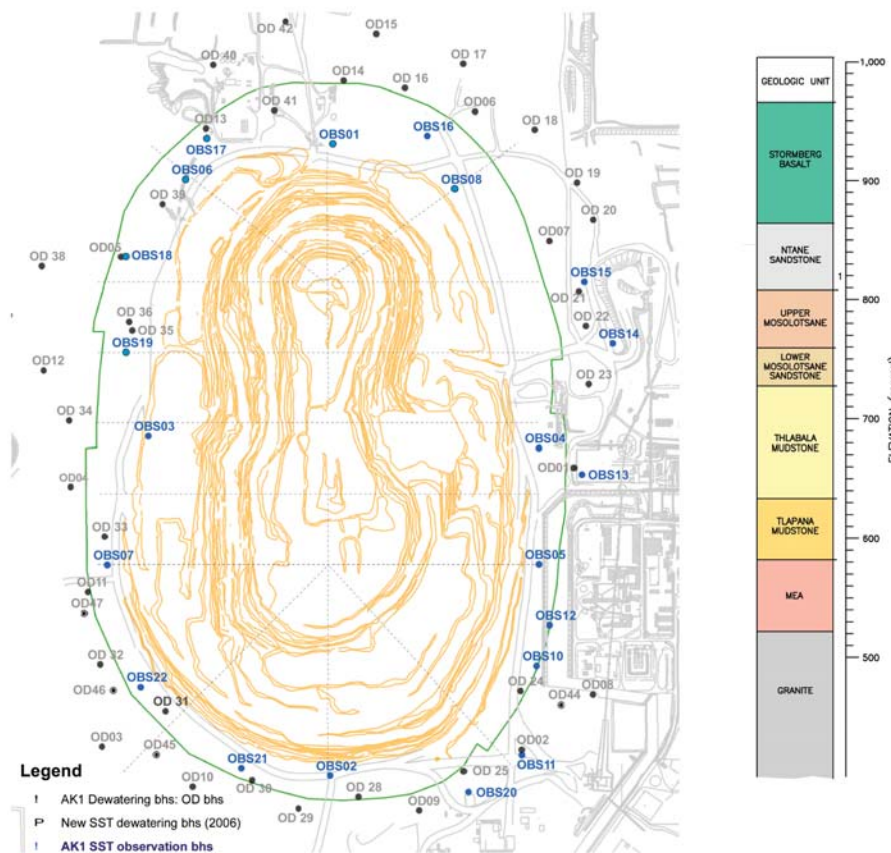 OD 42
OD15
OD 40
OD 17
OD14
OD 16
OD 41
OD06
OD13
OBS16
OD 18
OBS01
OBS17
OBS06
OBS08
OD 19
OD 39
OD 20
OD07
OD05
OBS18
OD 38
OBS15
OD 21
OD 36
OD 35
OD 22
OBS14
OBS19
OD12
OD 23
OD 34
OBS03
OBS04
OD01
OBS13
OD04
OD 33
OBS07
OBS05
OD11
OD47
OBS12
OD 32
OBS10
OBS22
OD46
OD 24
OD08
OD44
OD 31
OD03
OD45
OD02
OBS11
OBS21
OBS02
OD 25
OD10
OD 30
OD 28
OBS20
OD 29
OD09
Legend
! AK1 Dewatering bhs: OD bhs
P New SST dewatering bhs (2006)
! AK1 SST observation bhs
GEOLOGIC UNIT
STORMBERG
BASALT
NTANE
SANDSTONE
UPPER
MOSOLOTSANE
LOWER
MOSOLOTSANE
SANDSTONE
THLABALA
MUDSTONE
TLAPANA
MUDSTONE
MEA
GRANITE
1,000
900
800
700
600
500
1
ELEVATION